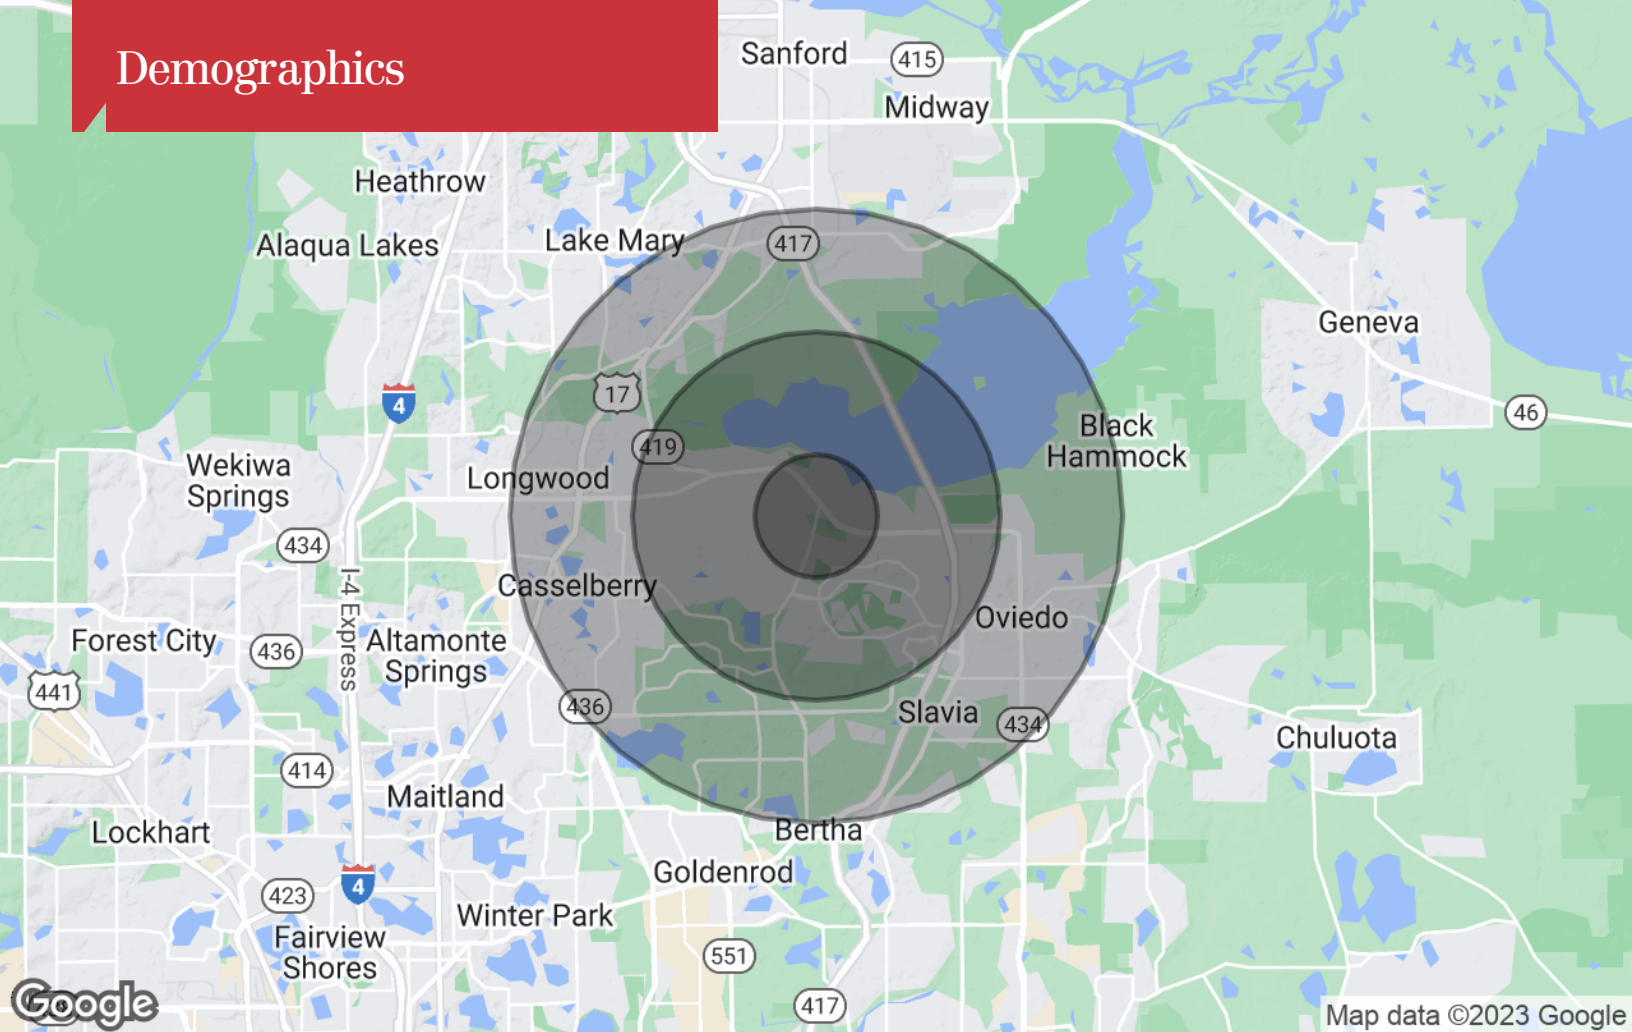 Demographics
Sanford
415
Midway
Heathrow
Alaqua Lakes
Lake Mary
417
Geneva
17
4
46
Black
Hammock
419
Wekiwa
Springs
Longwood
434
I-4 Express
Casselberry
Oviedo
Forest City
436
Altamonte
Springs
441
436
Slavia
434
Chuluota
414
Maitland
Lockhart
Bertha
Goldenrod
4
423
Winter Park
Fairview
Shores
551
417
Google
Map data ©2023 Google